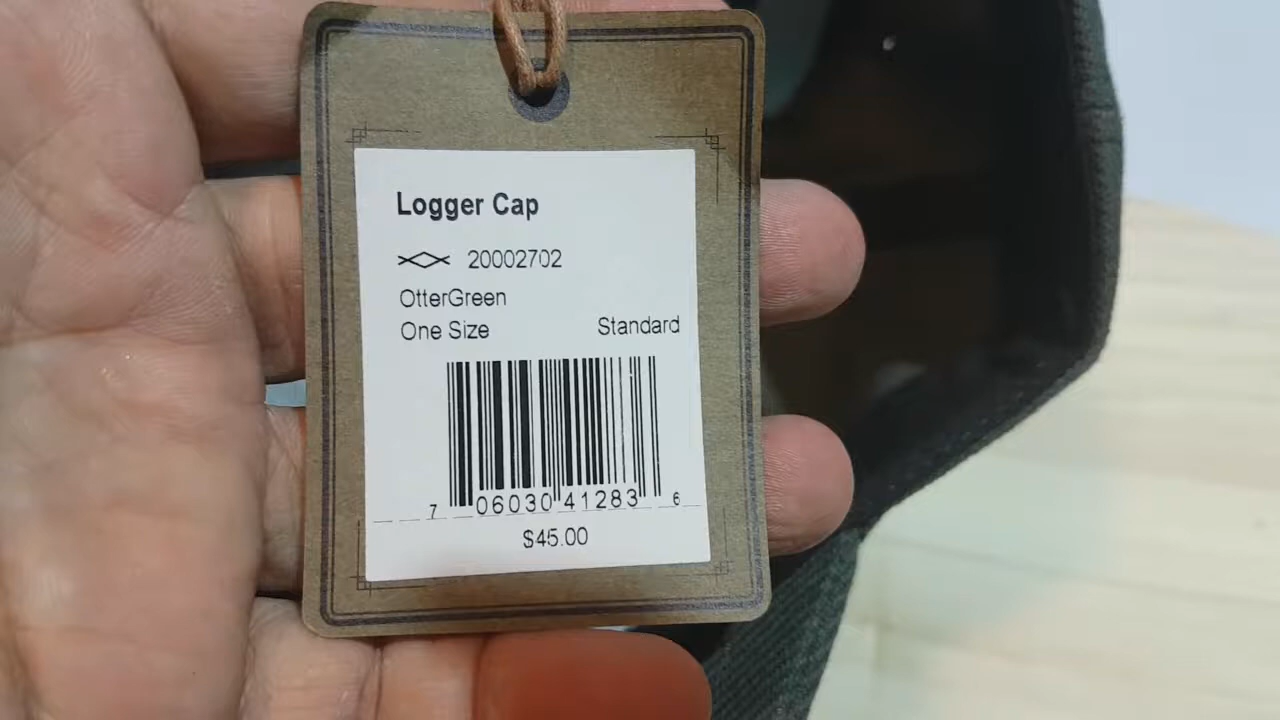 Logger Cap
20002702
OtterGreen
One Size Standard
7 06030 41283 6
$45.00